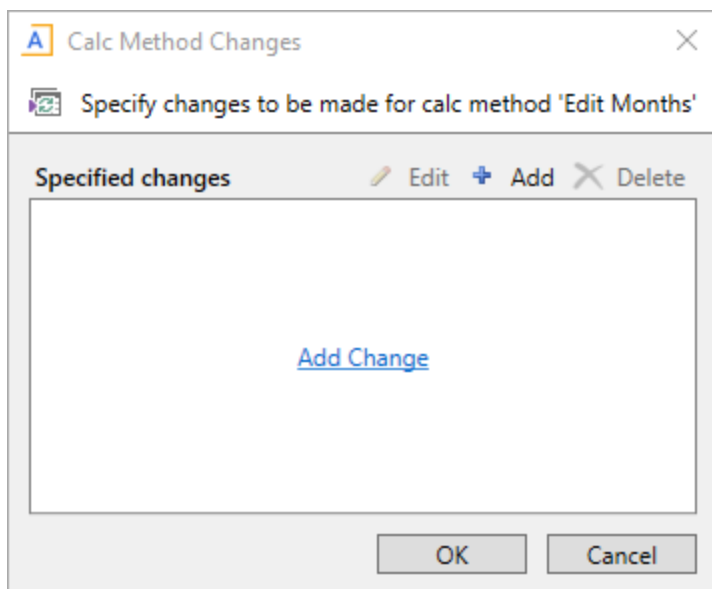 A Calc Method Changes
Specify changes to be made for calc method 'Edit Months'
Specified changes Edit Add Delete
Add Change
OK Cancel